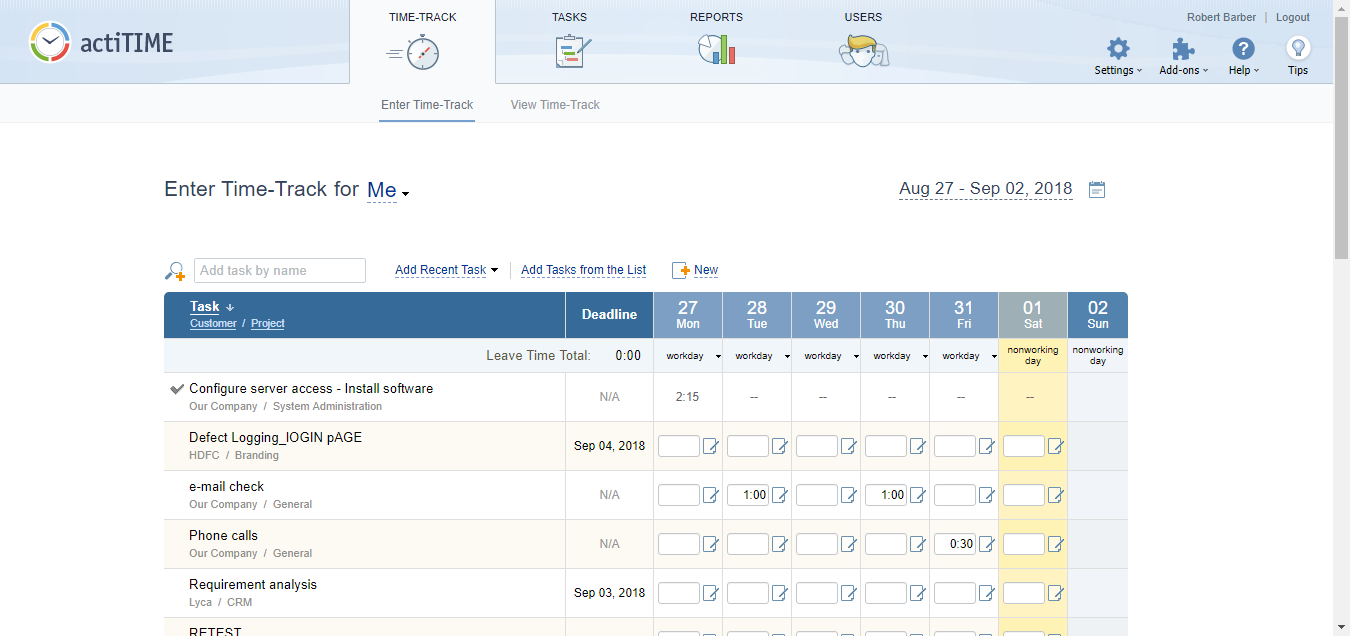 actiTIME
TIME-TRACK TASKS REPORTS USERS
Robert Barber | Logout
Settings Add-ons Help Tips
Enter Time-Track View Time-Track
Enter Time-Track for Me
Aug 27 - Sep 02, 2018
Add task by name Add Recent Task Add Tasks from the List New
Task Deadline 27 28 29 30 31 01 02
Customer / Project Mon Tue Wed Thu Fri Sat Sun
Leave Time Total: 0:00 workday workday workday workday workday nonworking day nonworking day
Configure server access - Install software
Our Company / System Administration
N/A 2:15 -- -- -- -- --
Defect Logging_lOGIN pAGE
HDFC / Branding
Sep 04, 2018
e-mail check
Our Company / General
N/A 1:00 1:00
Phone calls
Our Company / General
N/A 0:30
Requirement analysis
Lyca / CRM
Sep 03, 2018
RETEST